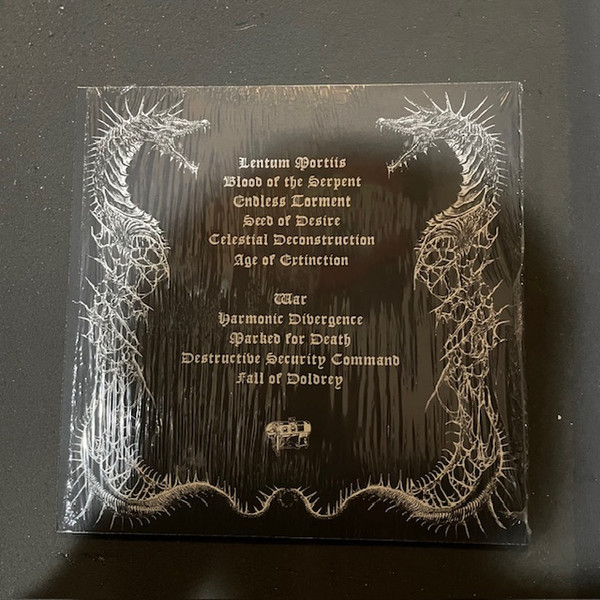 Lentum Mortiis
Blood of the Serpent
Endless Torment
Seed of Desire
Celestial Deconstruction
Age of Extinction
War
Harmonic Divergence
Marked for Death
Destructive Security Command
Fall of Doldrey